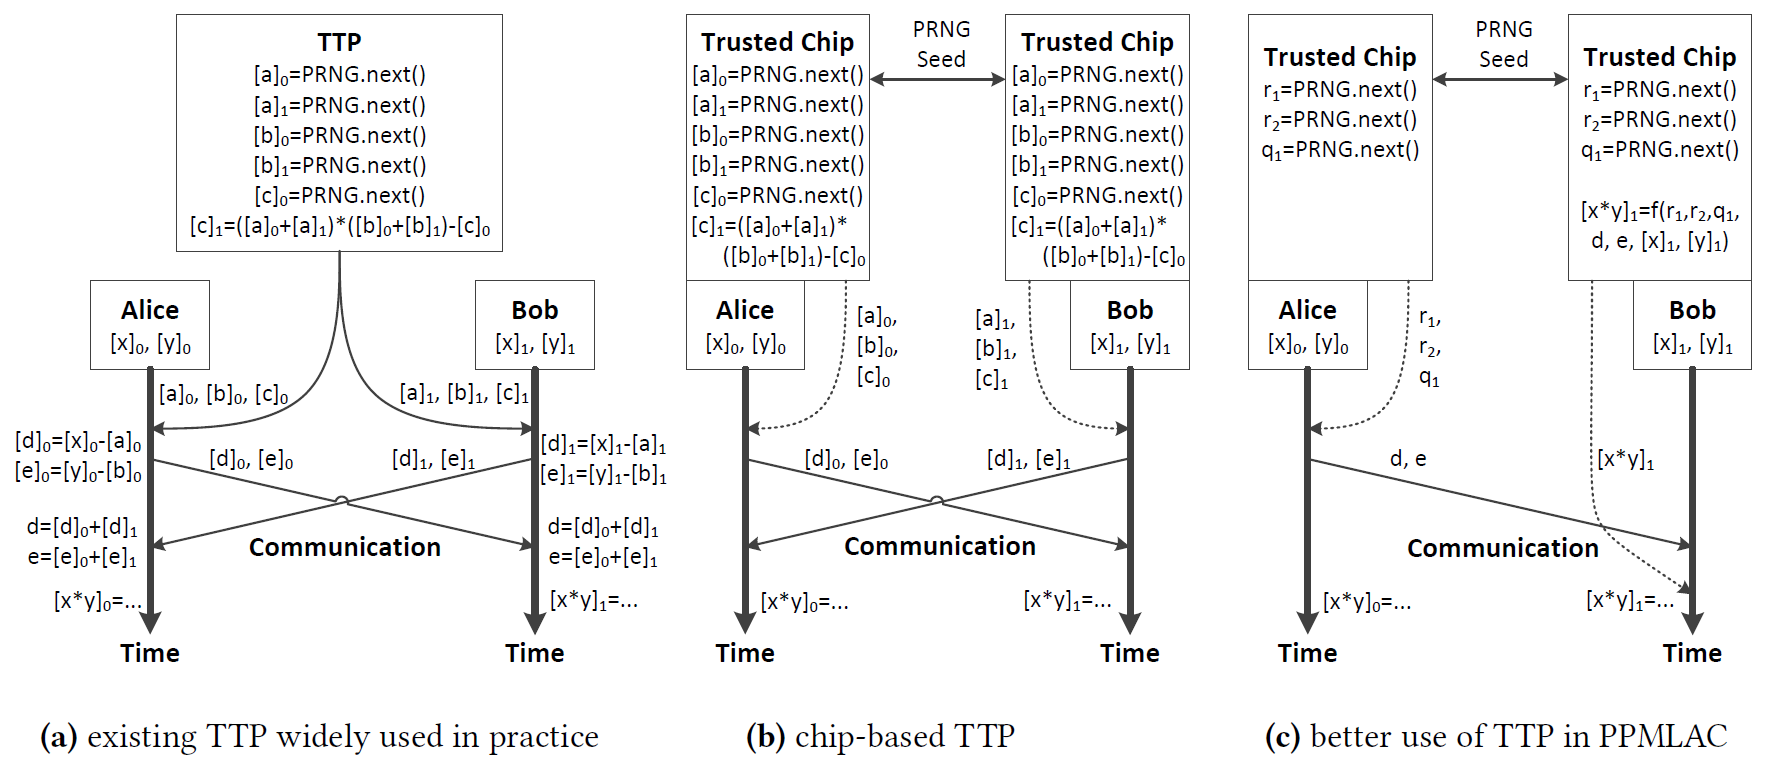 TTP
[a]₀=PRNG.next()
[a]₁=PRNG.next()
[b]₀=PRNG.next()
[b]₁=PRNG.next()
[c]₀=PRNG.next()
[c]₁=([a]₀+[a]₁)*([b]₀+[b]₁)-[c]₀
Alice
[x]₀, [y]₀
Bob
[x]₁, [y]₁
[a]₀, [b]₀, [c]₀
[a]₁, [b]₁, [c]₁
[d]₀=[x]₀-[a]₀
[e]₀=[y]₀-[b]₀
[d]₀, [e]₀
[d]₁, [e]₁
[d]₁=[x]₁-[a]₁
[e]₁=[y]₁-[b]₁
d=[d]₀+[d]₁
e=[e]₀+[e]₁
Communication
d=[d]₀+[d]₁
e=[e]₀+[e]₁
[x*y]₀=...
[x*y]₁=...
Time
Time
(a) existing TTP widely used in practice
Trusted Chip
[a]₀=PRNG.next()
[a]₁=PRNG.next()
[b]₀=PRNG.next()
[b]₁=PRNG.next()
[c]₀=PRNG.next()
[c]₁=([a]₀+[a]₁)*
([b]₀+[b]₁)-[c]₀
PRNG
Seed
Trusted Chip
[a]₀=PRNG.next()
[a]₁=PRNG.next()
[b]₀=PRNG.next()
[b]₁=PRNG.next()
[c]₀=PRNG.next()
[c]₁=([a]₀+[a]₁)*
([b]₀+[b]₁)-[c]₀
Alice
[x]₀, [y]₀
[a]₀,
[b]₀,
[c]₀
[a]₁,
[b]₁,
[c]₁
Bob
[x]₁, [y]₁
[d]₀, [e]₀
[d]₁, [e]₁
Communication
[x*y]₀=...
[x*y]₁=...
Time
Time
(b) chip-based TTP
Trusted Chip
r₁=PRNG.next()
r₂=PRNG.next()
q₁=PRNG.next()
PRNG
Seed
Trusted Chip
r₁=PRNG.next()
r₂=PRNG.next()
q₁=PRNG.next()
[x*y]₁=f(r₁,r₂,q₁,
d, e, [x]₁, [y]₁)
Alice
[x]₀, [y]₀
r₁,
r₂,
q₁
Bob
[x]₁, [y]₁
d, e
[x*y]₁
Communication
[x*y]₀=...
[x*y]₁=...
Time
Time
(c) better use of TTP in PPMLAC